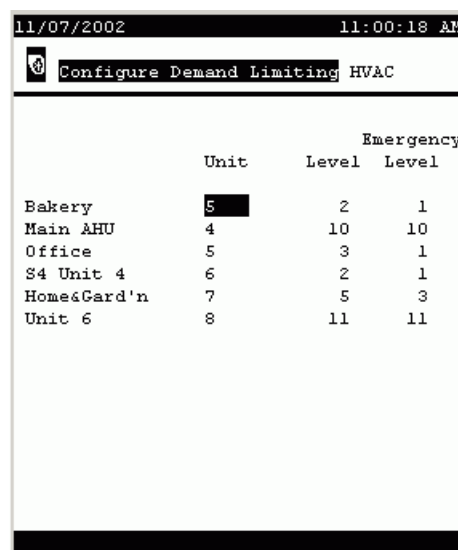 11/07/2002 11:00:18 AM
Configure Demand Limiting HVAC
Emergency
Unit Level Level
Bakery 5 2 1
Main AHU 4 10 10
Office 5 3 1
S4 Unit 4 6 2 1
Home&Gard'n 7 5 3
Unit 6 8 11 11